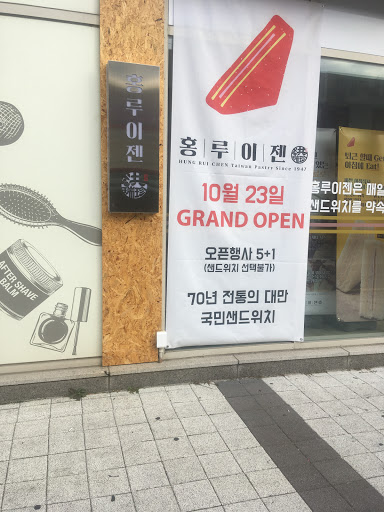 홍루이젠
홍루이젠
HUNG RUI CHEN Taiwan Pastry Since 1947
10월 23일
GRAND OPEN
오픈행사 5+1
(샌드위치 선택불가)
70년 전통의 대만
국민샌드위치
홍루이젠은 매일
샌드위치를 약속
AFTER SHAVE
BALM